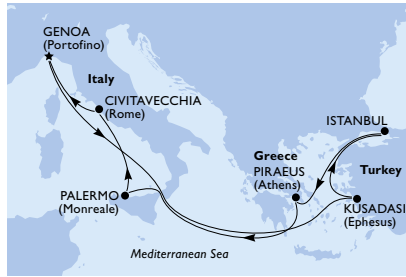 GENOA
(Portofino)
Italy
CIVITAVECCHIA
(Rome)
ISTANBUL
Greece
PIRAEUS
(Athens)
Turkey
PALERMO
(Monreale)
KUSADASI
(Ephesus)
Mediterranean Sea